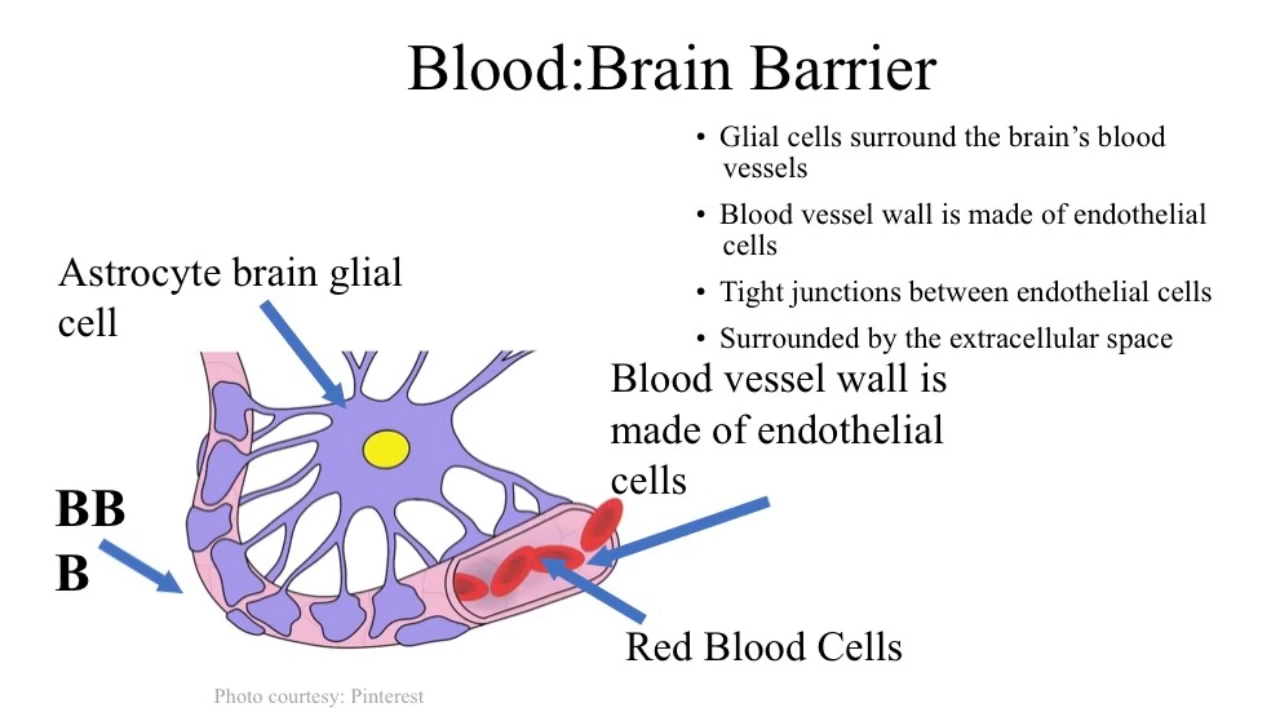 Blood:Brain Barrier
• Glial cells surround the brain’s blood
vessels
• Blood vessel wall is made of endothelial
cells
• Tight junctions between endothelial cells
• Surrounded by the extracellular space
Astrocyte brain glial
cell
Blood vessel wall is
made of endothelial
cells
BB
B
Red Blood Cells
Photo courtesy: Pinterest